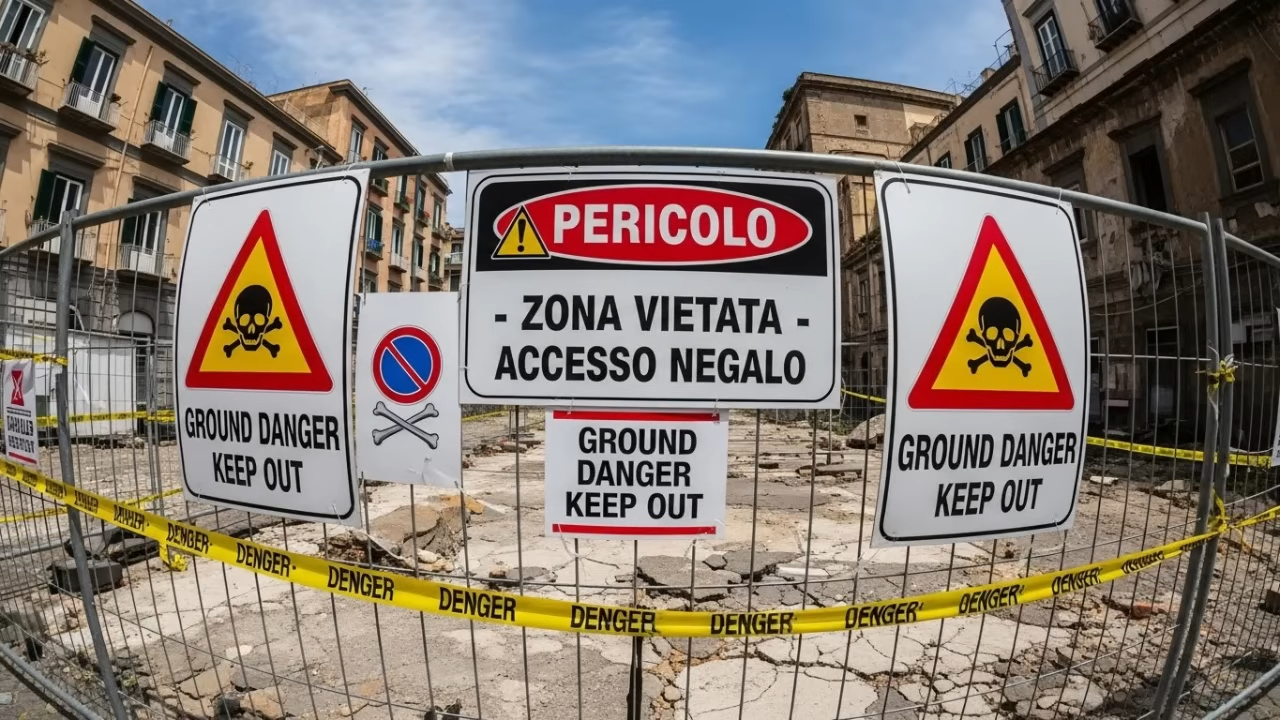 PERICOLO
- ZONA VIETATA -
ACCESSO NEGALO
GROUND DANGER
KEEP OUT
GROUND
DANGER
KEEP OUT
GROUND DANGER
KEEP OUT
DENGER DENGER DENGER DENGER DENGER DENGER DENGER DENGER